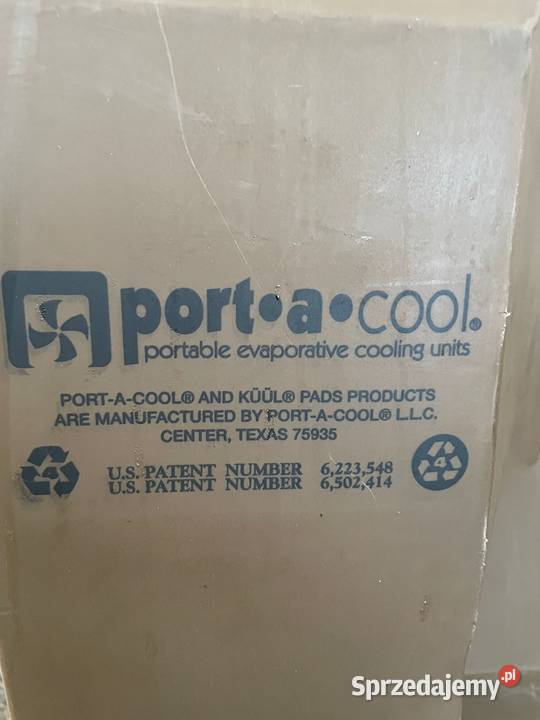 port•a•cool®
portable evaporative cooling units
PORT-A-COOL® AND KÜÜL® PADS PRODUCTS
ARE MANUFACTURED BY PORT-A-COOL® L.L.C.
CENTER, TEXAS 75935
4
U.S. PATENT NUMBER 6,223,548
U.S. PATENT NUMBER 6,502,414
4
Sprzedajemy.pl